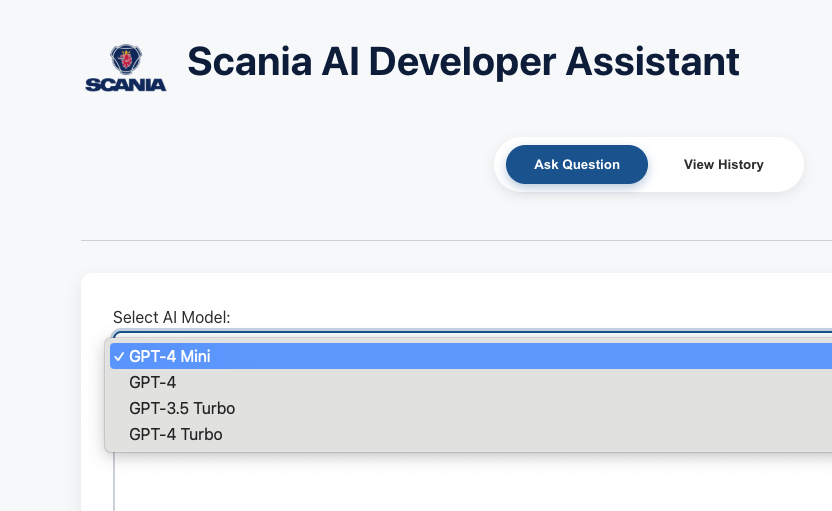 SCANIA
Scania AI Developer Assistant
Ask Question
View History
Select AI Model:
✓ GPT-4 Mini
GPT-4
GPT-3.5 Turbo
GPT-4 Turbo